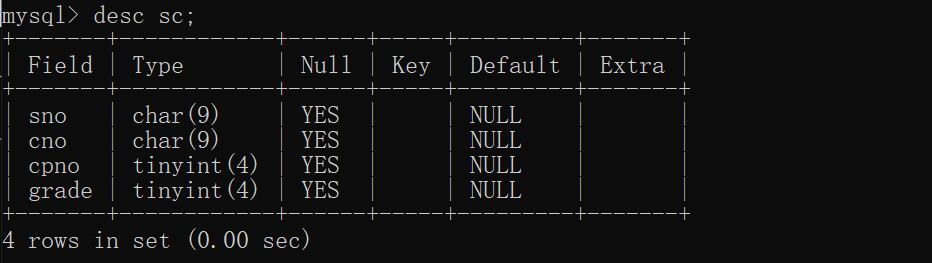 mysql> desc sc;
+-------+------------+------+-----+---------+-------+
| Field | Type       | Null | Key | Default | Extra |
+-------+------------+------+-----+---------+-------+
| sno   | char(9)    | YES  |     | NULL    |       |
| cno   | char(9)    | YES  |     | NULL    |       |
| cpno  | tinyint(4) | YES  |     | NULL    |       |
| grade | tinyint(4) | YES  |     | NULL    |       |
+-------+------------+------+-----+---------+-------+
4 rows in set (0.00 sec)